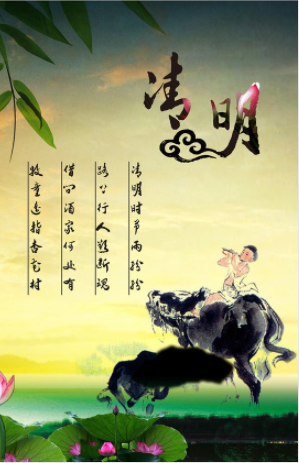 清明
清明时节雨纷纷
路上行人欲断魂
借问酒家何处有
牧童遥指杏花村